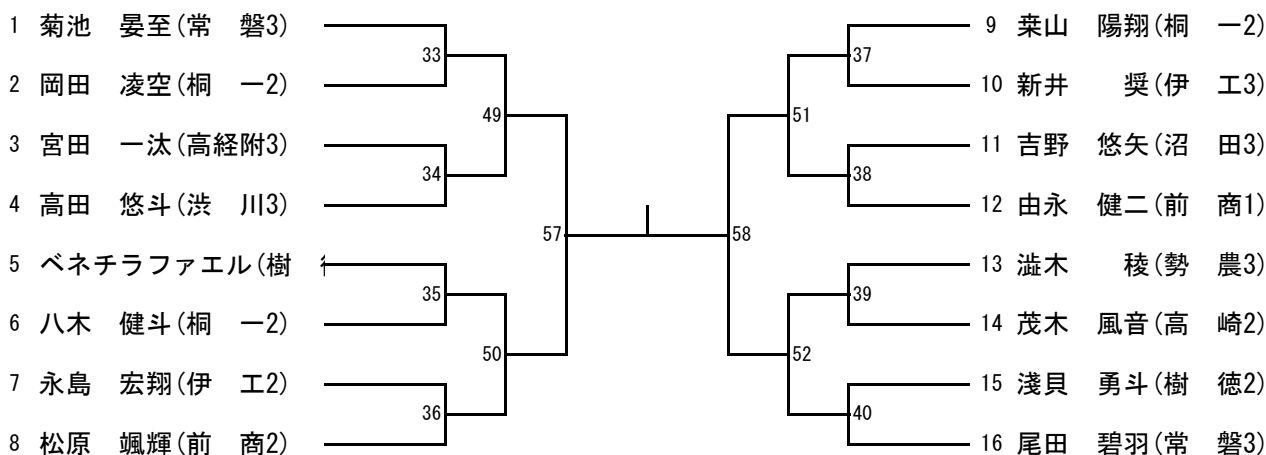 1 菊池　晏至(常　磐3)
2 岡田　凌空(桐　一2)
3 宮田　一汰(高経附3)
4 高田　悠斗(渋　川3)
5 ベネチラファエル(樹
6 八木　健斗(桐　一2)
7 永島　宏翔(伊　工2)
8 松原　颯輝(前　商2)
33
34
35
36
49
50
57
58
51
52
37
38
39
40
9 桒山　陽翔(桐　一2)
10 新井　　奨(伊　工3)
11 吉野　悠矢(沼　田3)
12 由永　健二(前　商1)
13 澁木　　稜(勢　農3)
14 茂木　風音(高　崎2)
15 淺貝　勇斗(樹　徳2)
16 尾田　碧羽(常　磐3)